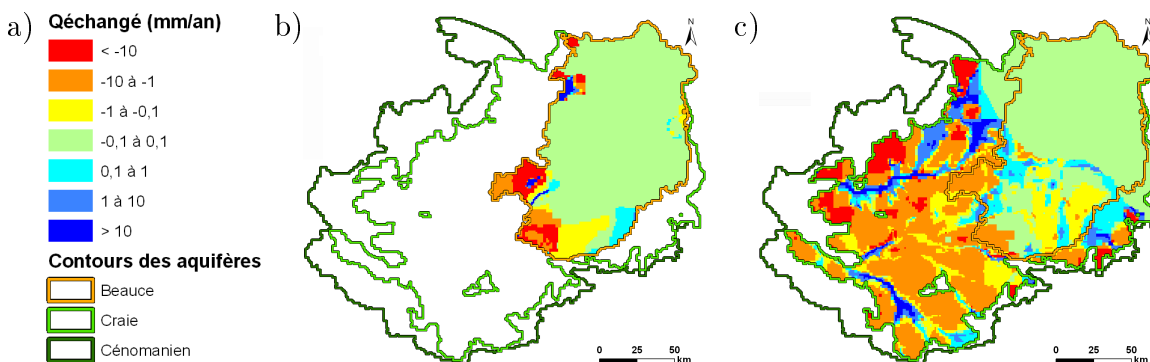 a)
Qéchangé (mm/an)
< -10
-10 à -1
-1 à -0,1
-0,1 à 0,1
0,1 à 1
1 à 10
> 10
Contours des aquifères
Beauce
Craie
Cénomanien
b)
N
0 25 50
km
c)
N
0 25 50
km